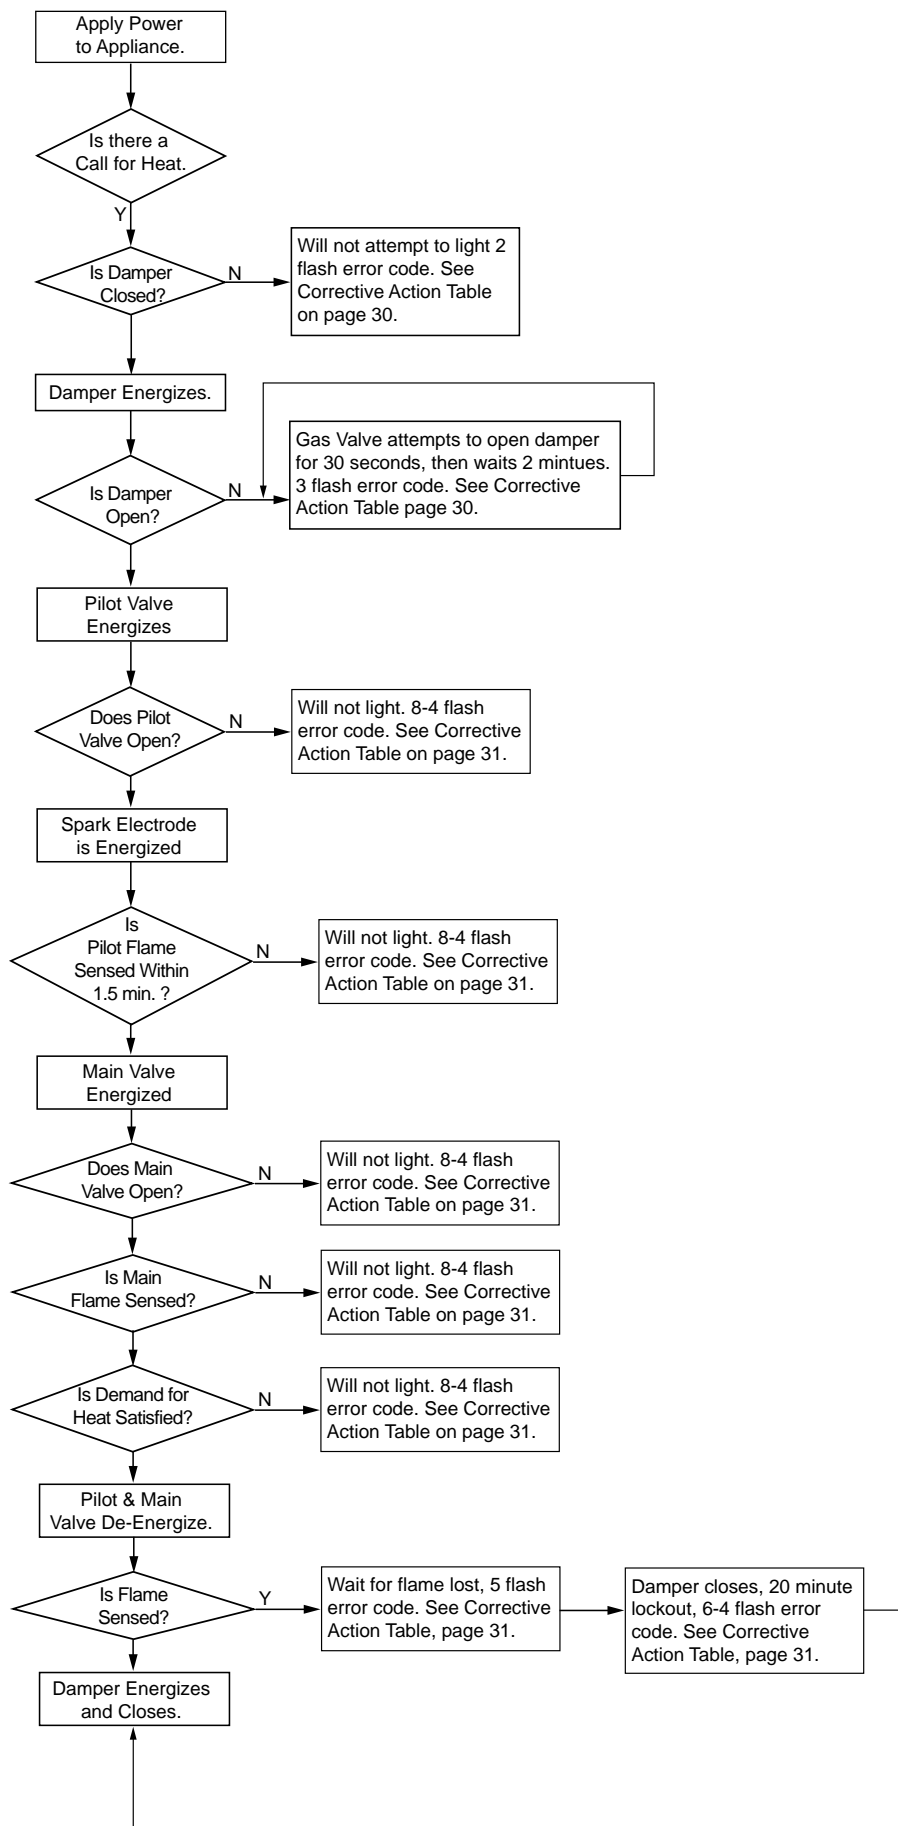 Apply Power
to Appliance.
Is there a
Call for Heat.
Y
Is Damper
Closed?
N
Will not attempt to light 2
flash error code. See
Corrective Action Table
on page 30.
Damper Energizes.
Is Damper
Open?
N
Gas Valve attempts to open damper
for 30 seconds, then waits 2 mintues.
3 flash error code. See Corrective
Action Table page 30.
Pilot Valve
Energizes
Does Pilot
Valve Open?
N
Will not light. 8-4 flash
error code. See Corrective
Action Table on page 31.
Spark Electrode
is Energized
Is
Pilot Flame
Sensed Within
1.5 min. ?
N
Will not light. 8-4 flash
error code. See Corrective
Action Table on page 31.
Main Valve
Energized
Does Main
Valve Open?
N
Will not light. 8-4 flash
error code. See Corrective
Action Table on page 31.
Is Main
Flame Sensed?
N
Will not light. 8-4 flash
error code. See Corrective
Action Table on page 31.
Is Demand for
Heat Satisfied?
N
Will not light. 8-4 flash
error code. See Corrective
Action Table on page 31.
Pilot & Main
Valve De-Energize.
Is Flame
Sensed?
Y
Wait for flame lost, 5 flash
error code. See Corrective
Action Table, page 31.
Damper closes, 20 minute
lockout, 6-4 flash error
code. See Corrective
Action Table, page 31.
Damper Energizes
and Closes.